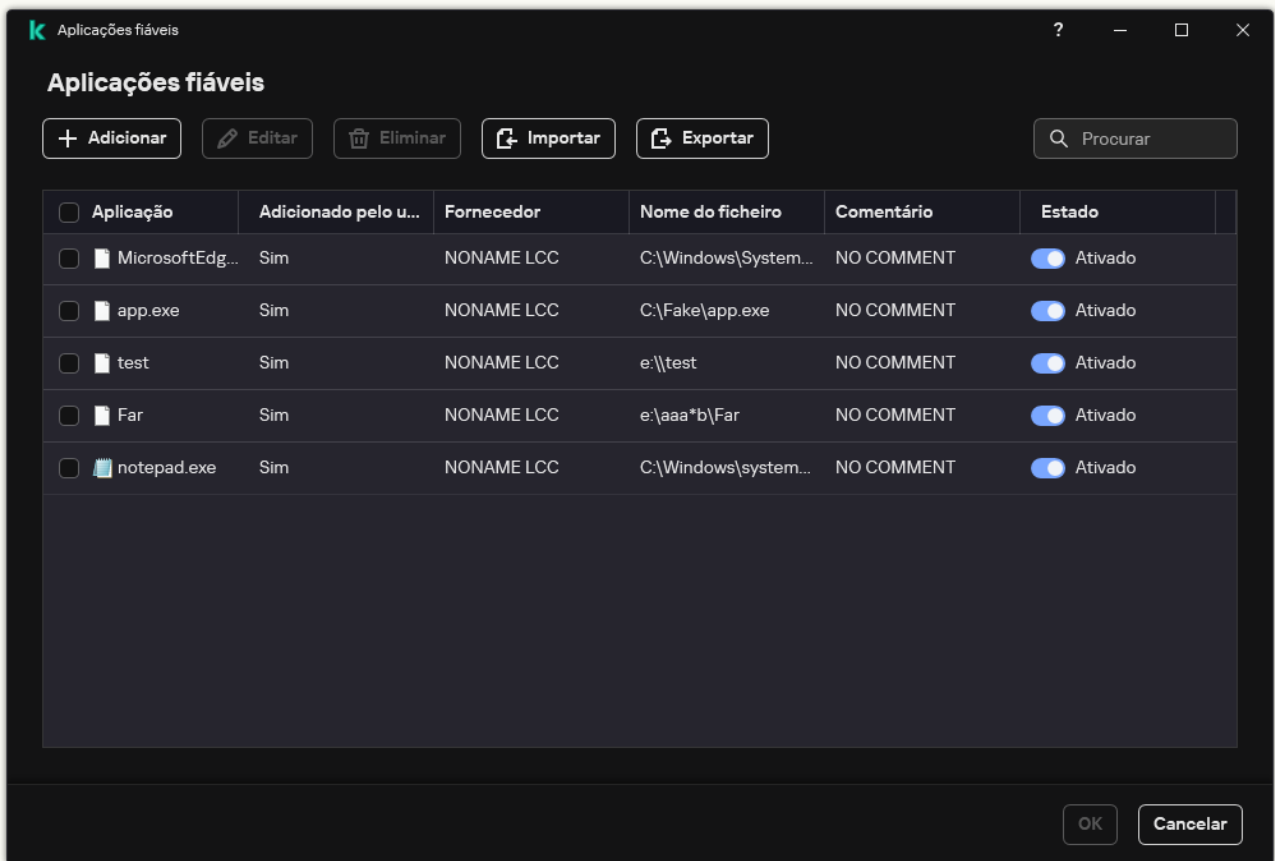 Aplicações fiáveis
Aplicações fiáveis
Adicionar Editar Eliminar Importar Exportar Procurar
Aplicação Adicionado pelo u... Fornecedor Nome do ficheiro Comentário Estado
MicrosoftEdg... Sim NONAME LCC C:\Windows\System... NO COMMENT Ativado
app.exe Sim NONAME LCC C:\Fake\app.exe NO COMMENT Ativado
test Sim NONAME LCC e:\\test NO COMMENT Ativado
Far Sim NONAME LCC e:\aaa*b\Far NO COMMENT Ativado
notepad.exe Sim NONAME LCC C:\Windows\system... NO COMMENT Ativado
OK Cancelar